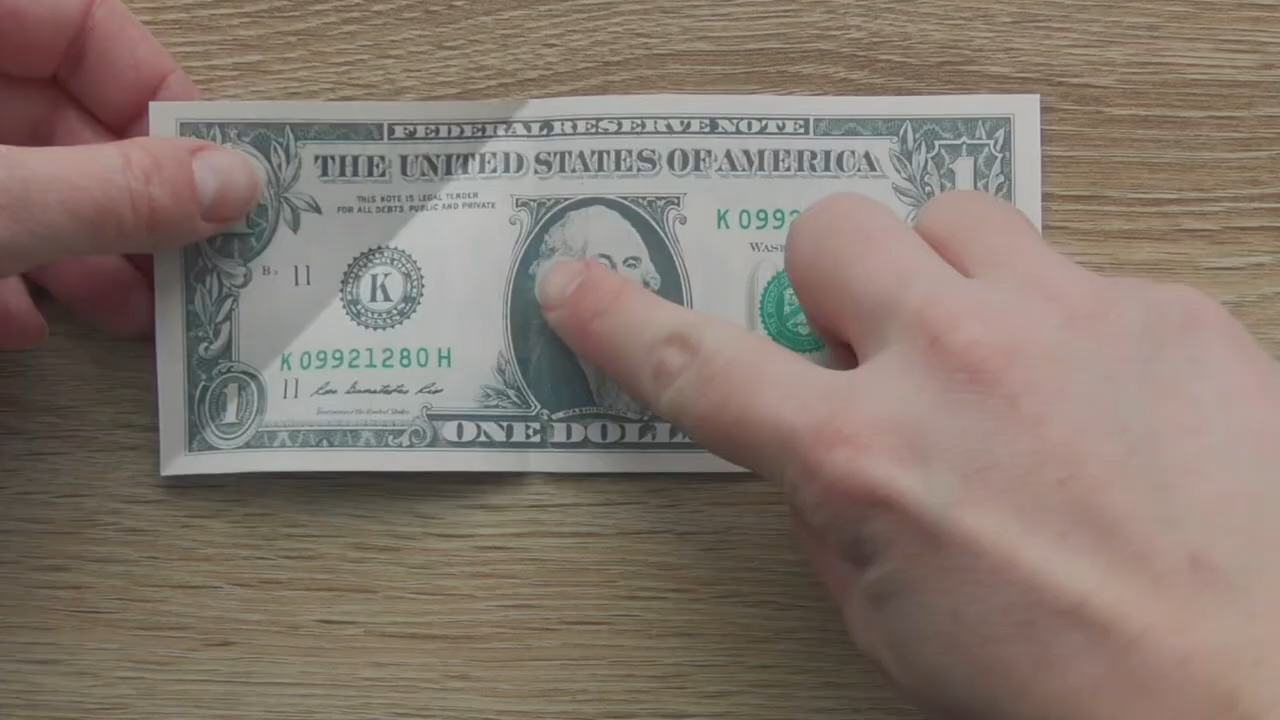 FEDERAL RESERVE NOTE
THE UNITED STATES OF AMERICA
1
THIS NOTE IS LEGAL TENDER
FOR ALL DEBTS, PUBLIC AND PRIVATE
K 0992
11
K
K 09921280 H
11
1
WASHINGTON
ONE DOLL